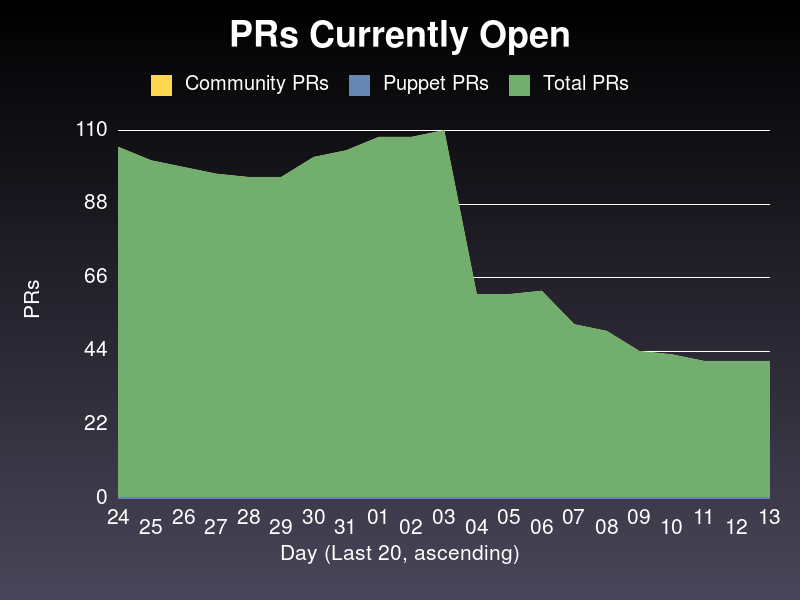 PRs Currently Open
Community PRs Puppet PRs Total PRs
110
88
66
44
22
0
PRs
24 25 26 27 28 29 30 31 01 02 03 04 05 06 07 08 09 10 11 12 13
Day (Last 20, ascending)